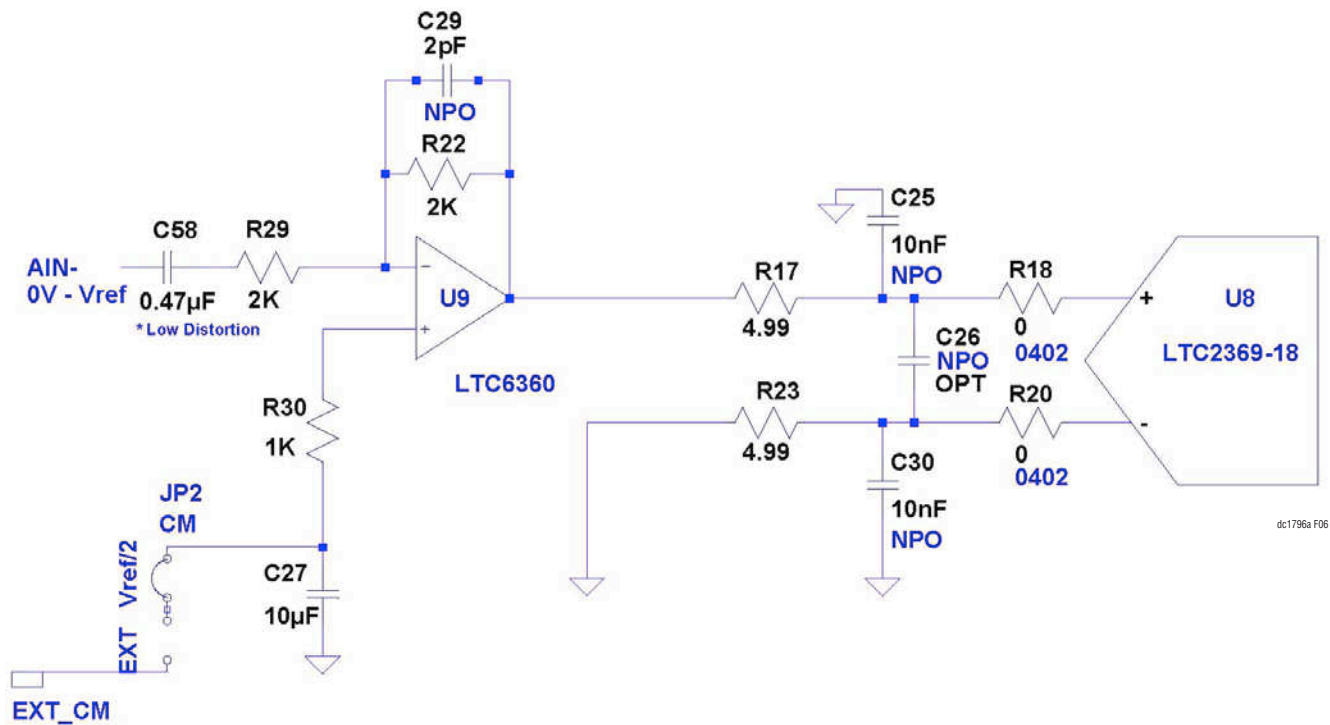 C29
2pF
NPO
R22
2K
C58
0.47µF
* Low Distortion
R29
2K
AIN-
0V - Vref
−
+
U9
LTC6360
R30
1K
JP2
CM
Vref/2
EXT
EXT_CM
C27
10µF
R17
4.99
C25
10nF
NPO
C26
NPO
OPT
R18
0
0402
R23
4.99
C30
10nF
NPO
R20
0
0402
+
-
U8
LTC2369-18
dc1796a F06